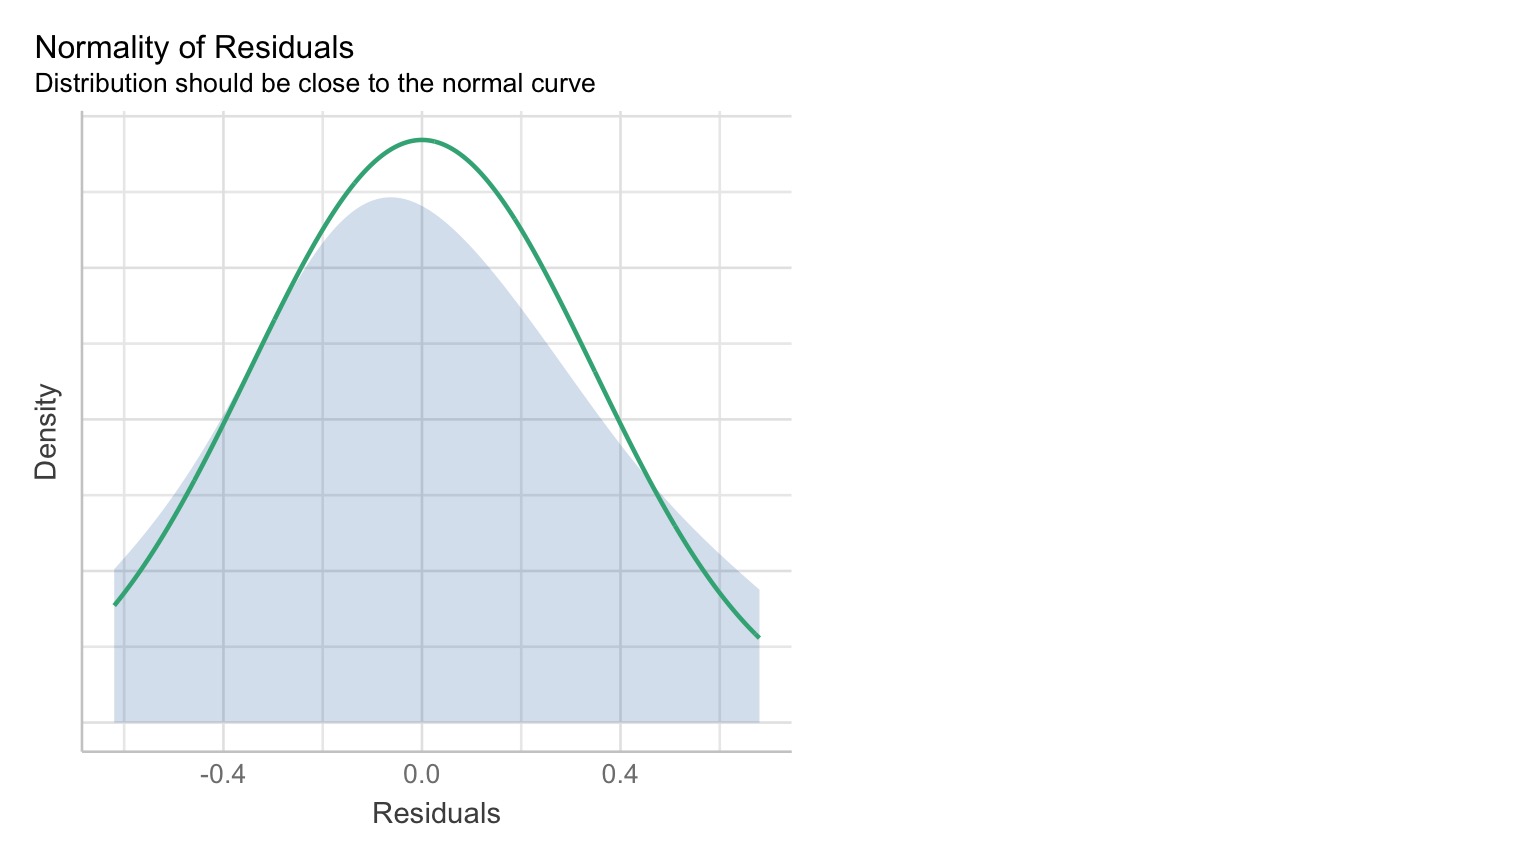 Normality of Residuals
Distribution should be close to the normal curve
Density
-0.4 0.0 0.4
Residuals